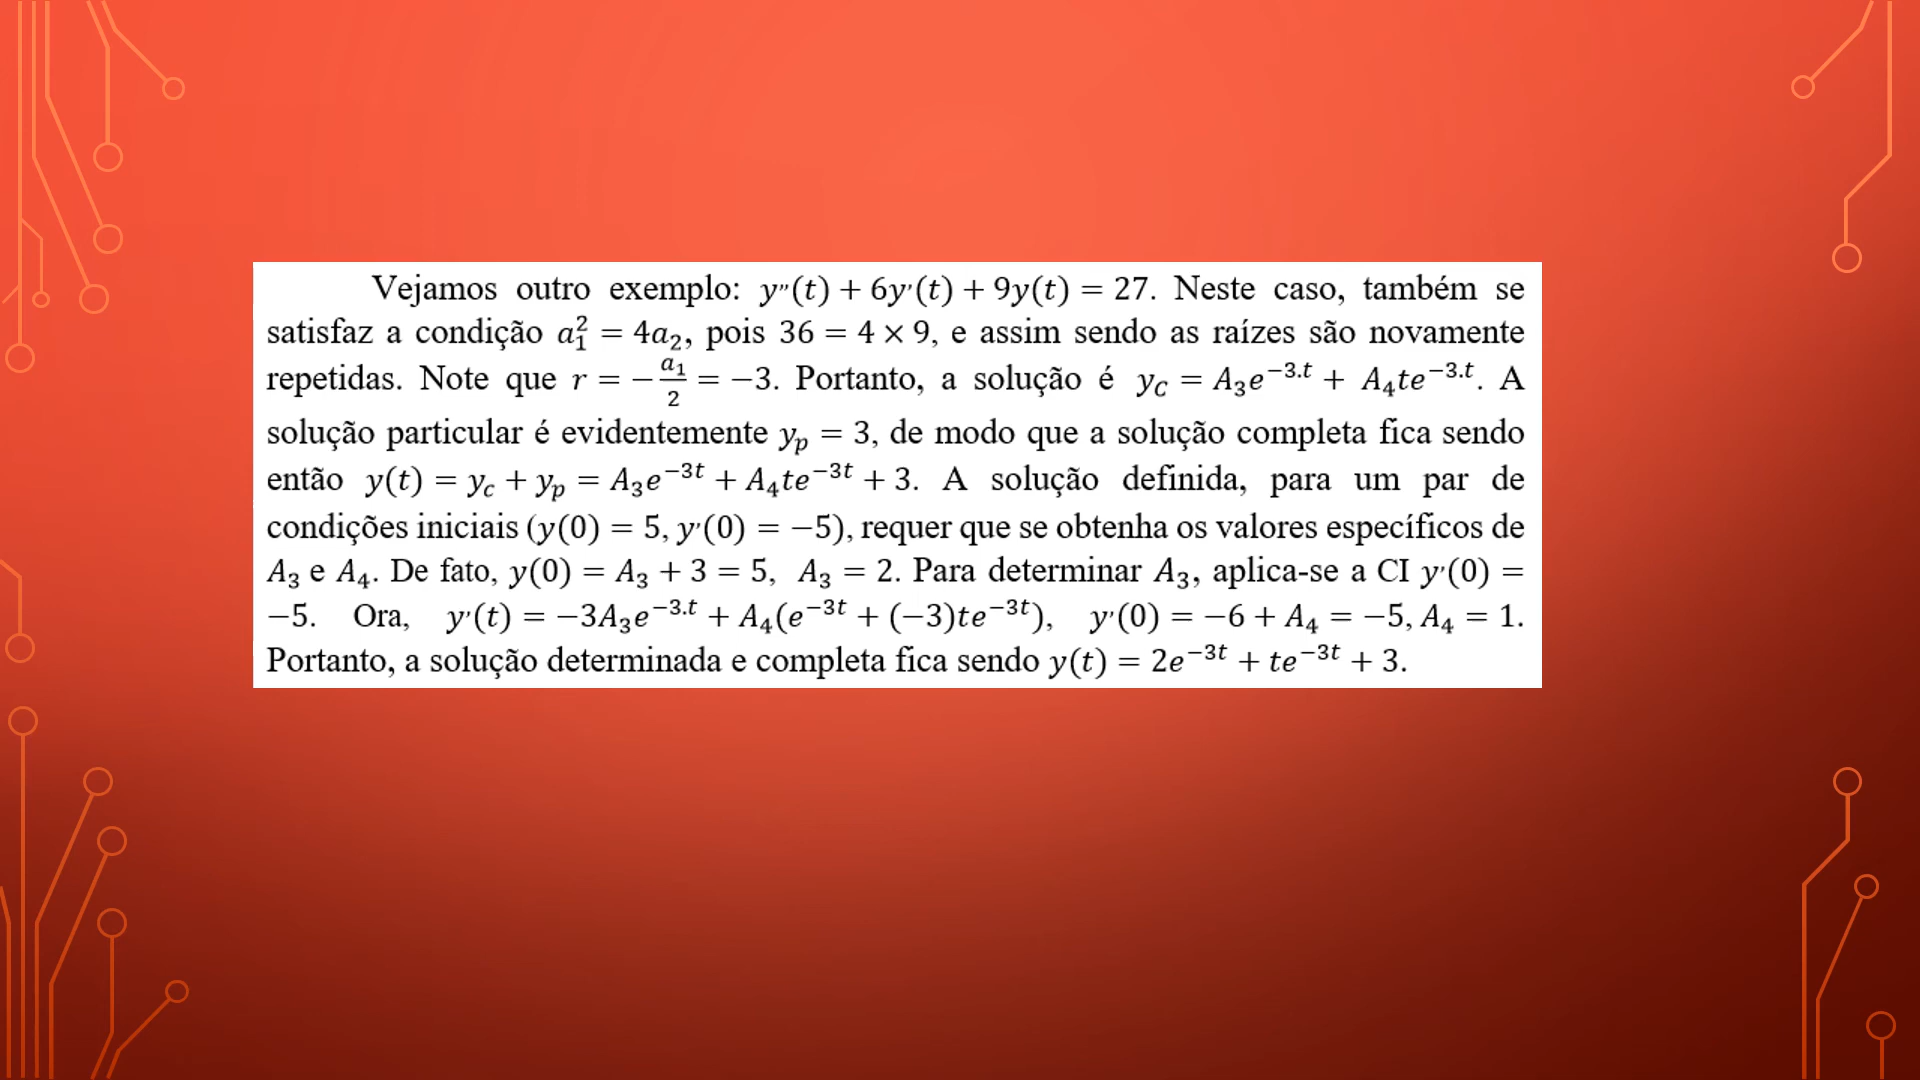 Vejamos outro exemplo: y”(t) + 6y’(t) + 9y(t) = 27. Neste caso, também se
satisfaz a condição a₁² = 4a₂, pois 36 = 4 × 9, e assim sendo as raízes são novamente
repetidas. Note que r = −a₁/2 = −3. Portanto, a solução é y_C = A₃e^(−3.t) + A₄te^(−3.t). A
solução particular é evidentemente y_p = 3, de modo que a solução completa fica sendo
então y(t) = y_c + y_p = A₃e^(−3t) + A₄te^(−3t) + 3. A solução definida, para um par de
condições iniciais (y(0) = 5, y’(0) = −5), requer que se obtenha os valores específicos de
A₃ e A₄. De fato, y(0) = A₃ + 3 = 5, A₃ = 2. Para determinar A₃, aplica-se a CI y’(0) =
−5. Ora, y’(t) = −3A₃e^(−3.t) + A₄(e^(−3t) + (−3)te^(−3t)), y’(0) = −6 + A₄ = −5, A₄ = 1.
Portanto, a solução determinada e completa fica sendo y(t) = 2e^(−3t) + te^(−3t) + 3.